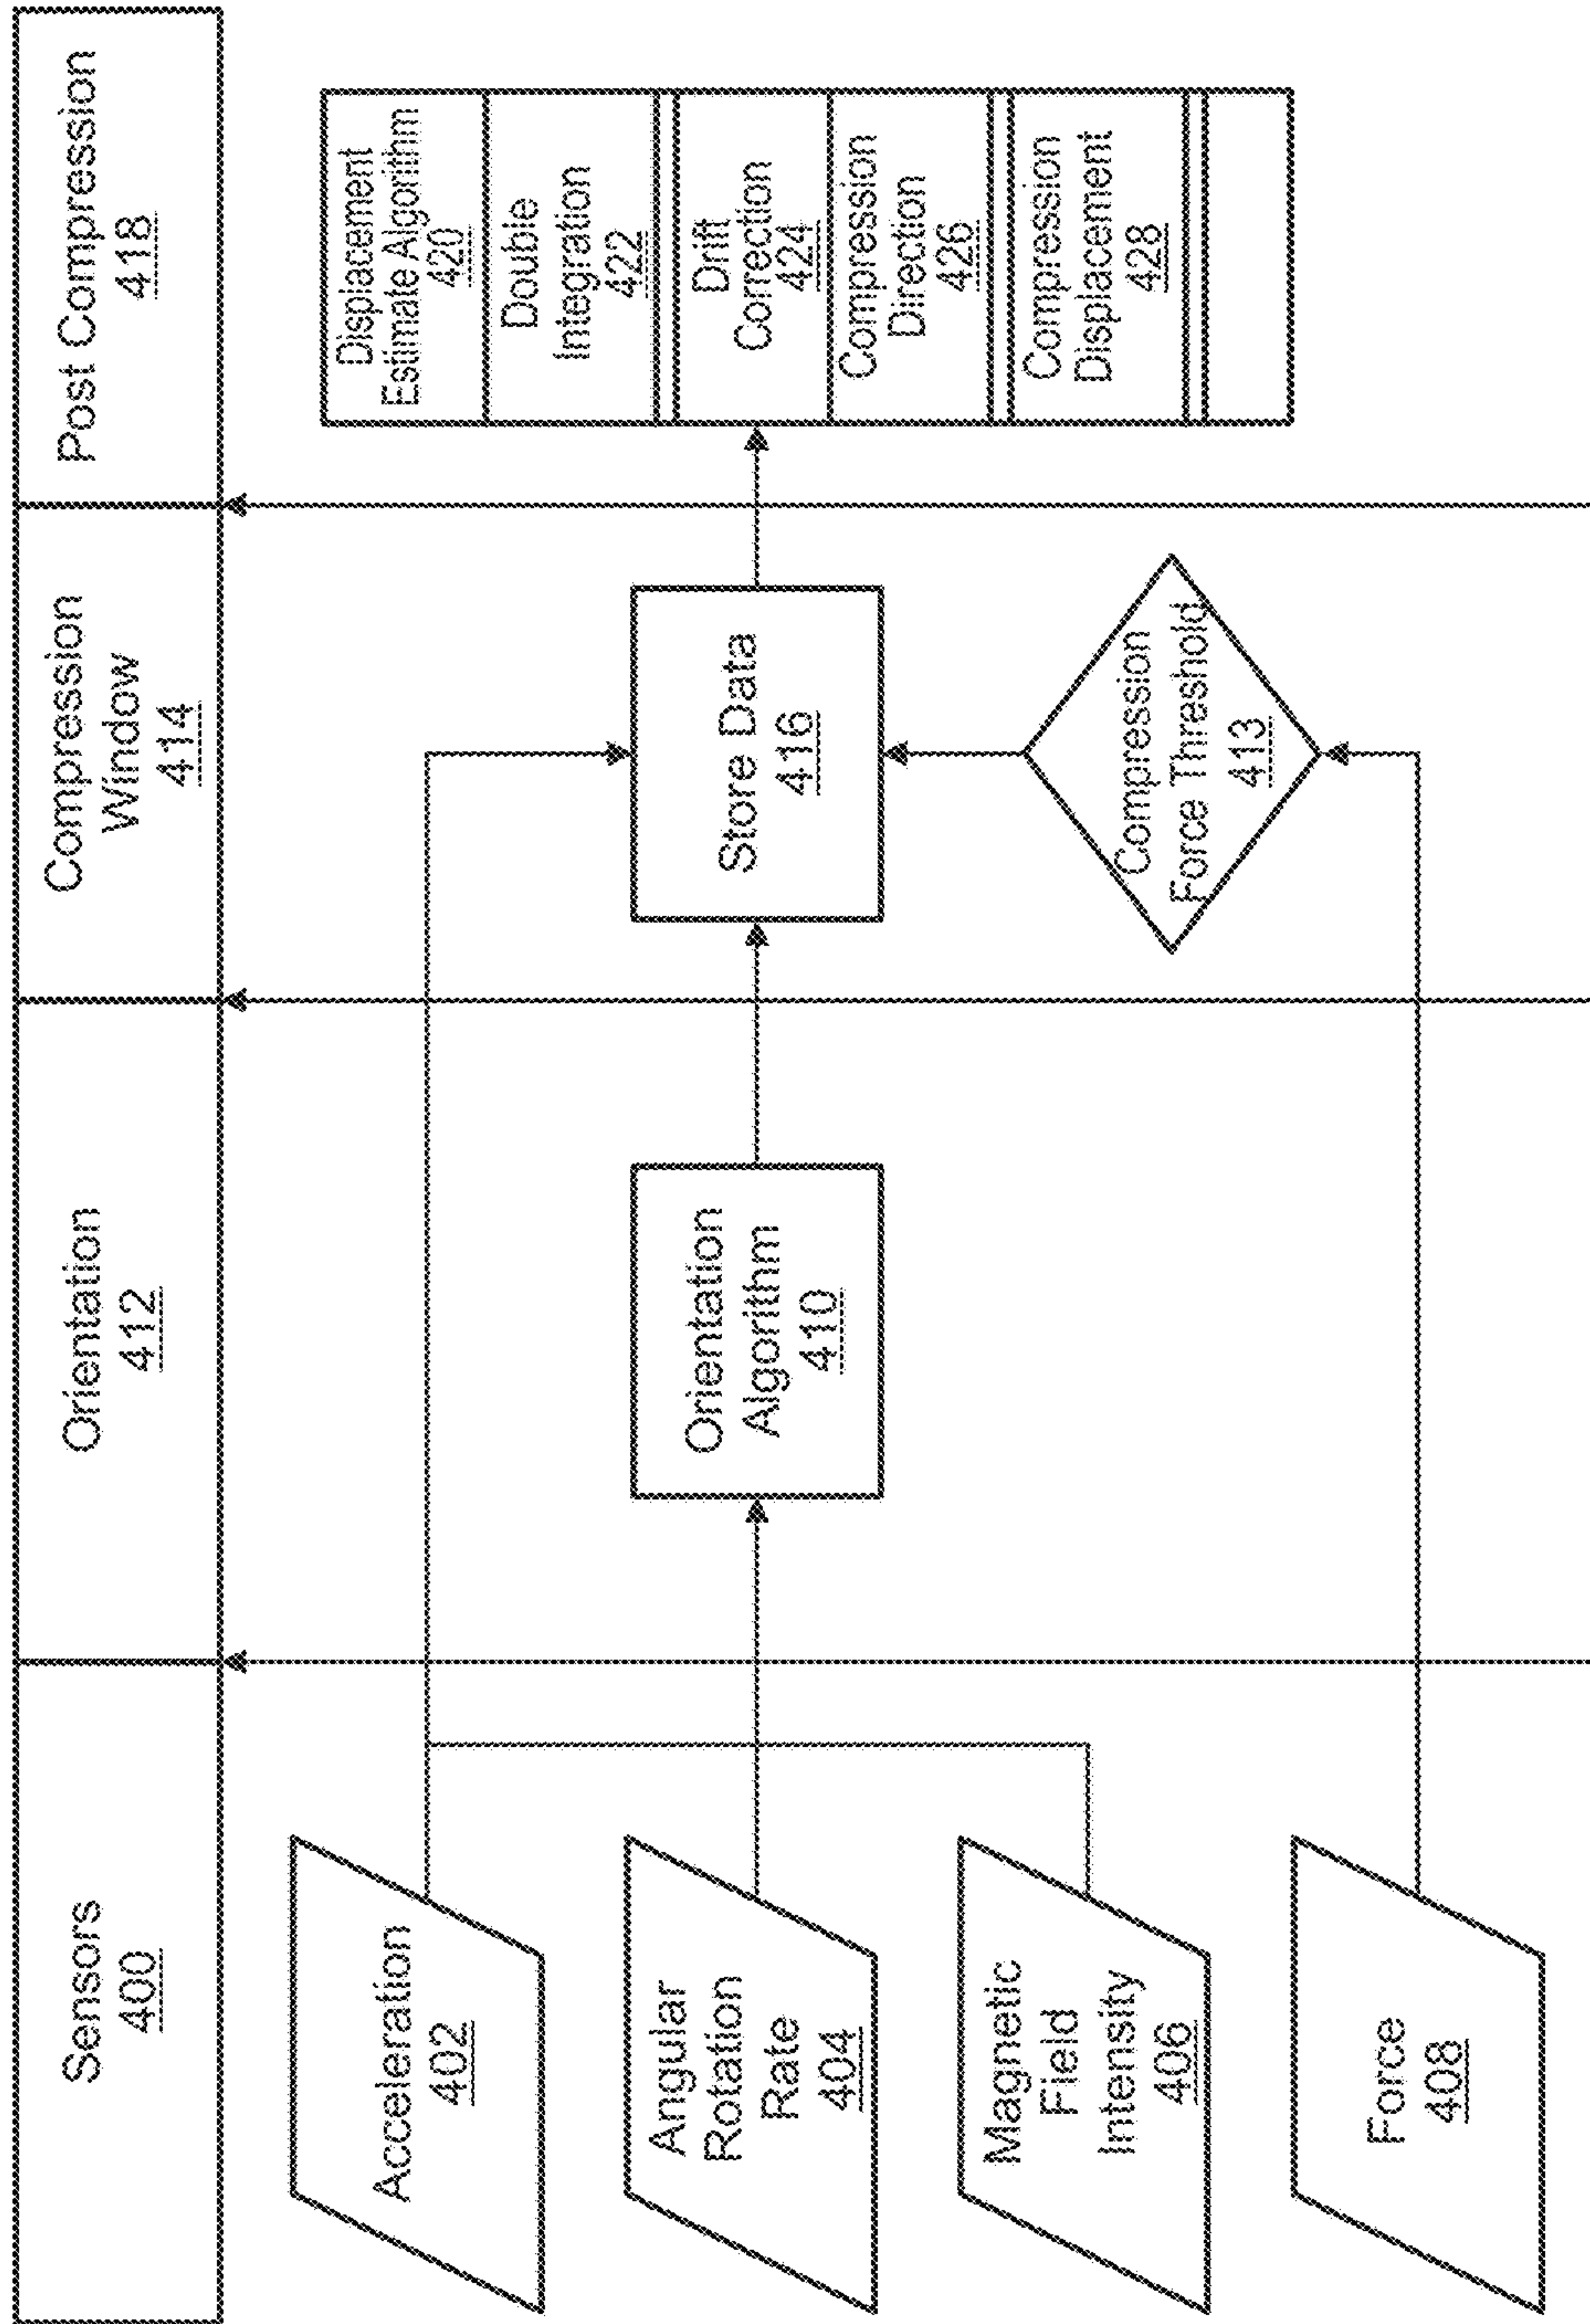 Sensors
400
Orientation
412
Compression
Window
414
Post Compression
418
Acceleration
402
Angular
Rotation
Rate
404
Magnetic
Field
Intensity
406
Force
408
Orientation
Algorithm
410
Store Data
416
Compression
Force Threshold
413
Displacement
Estimate Algorithm
420
Double
Integration
422
Drift
Correction
424
Compression
Direction
426
Compression
Displacement
428